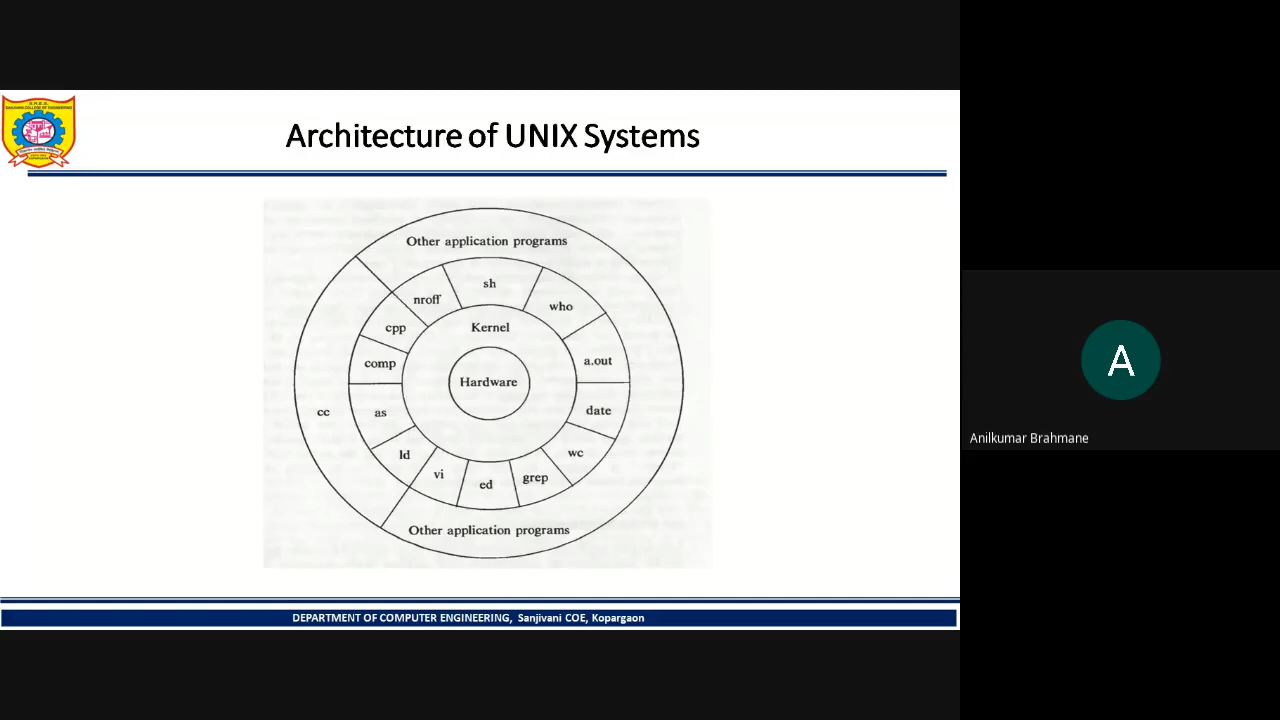 Architecture of UNIX Systems
Other application programs
sh
nroff
who
cpp
Kernel
comp
a.out
Hardware
cc
as
date
ld
wc
vi
ed
grep
Other application programs
A
Anilkumar Brahmane
DEPARTMENT OF COMPUTER ENGINEERING, Sanjivani COE, Kopargaon